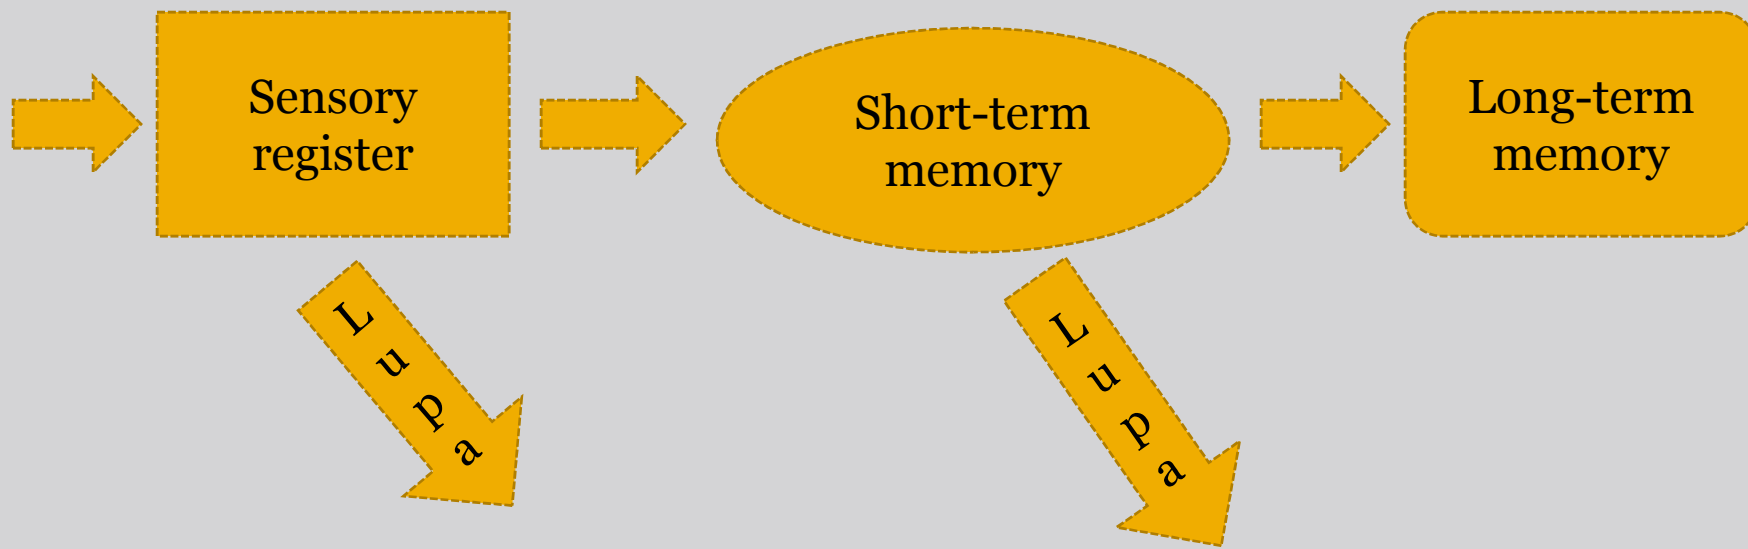 Sensory
register
Short-term
memory
Long-term
memory
Lupa
Lupa